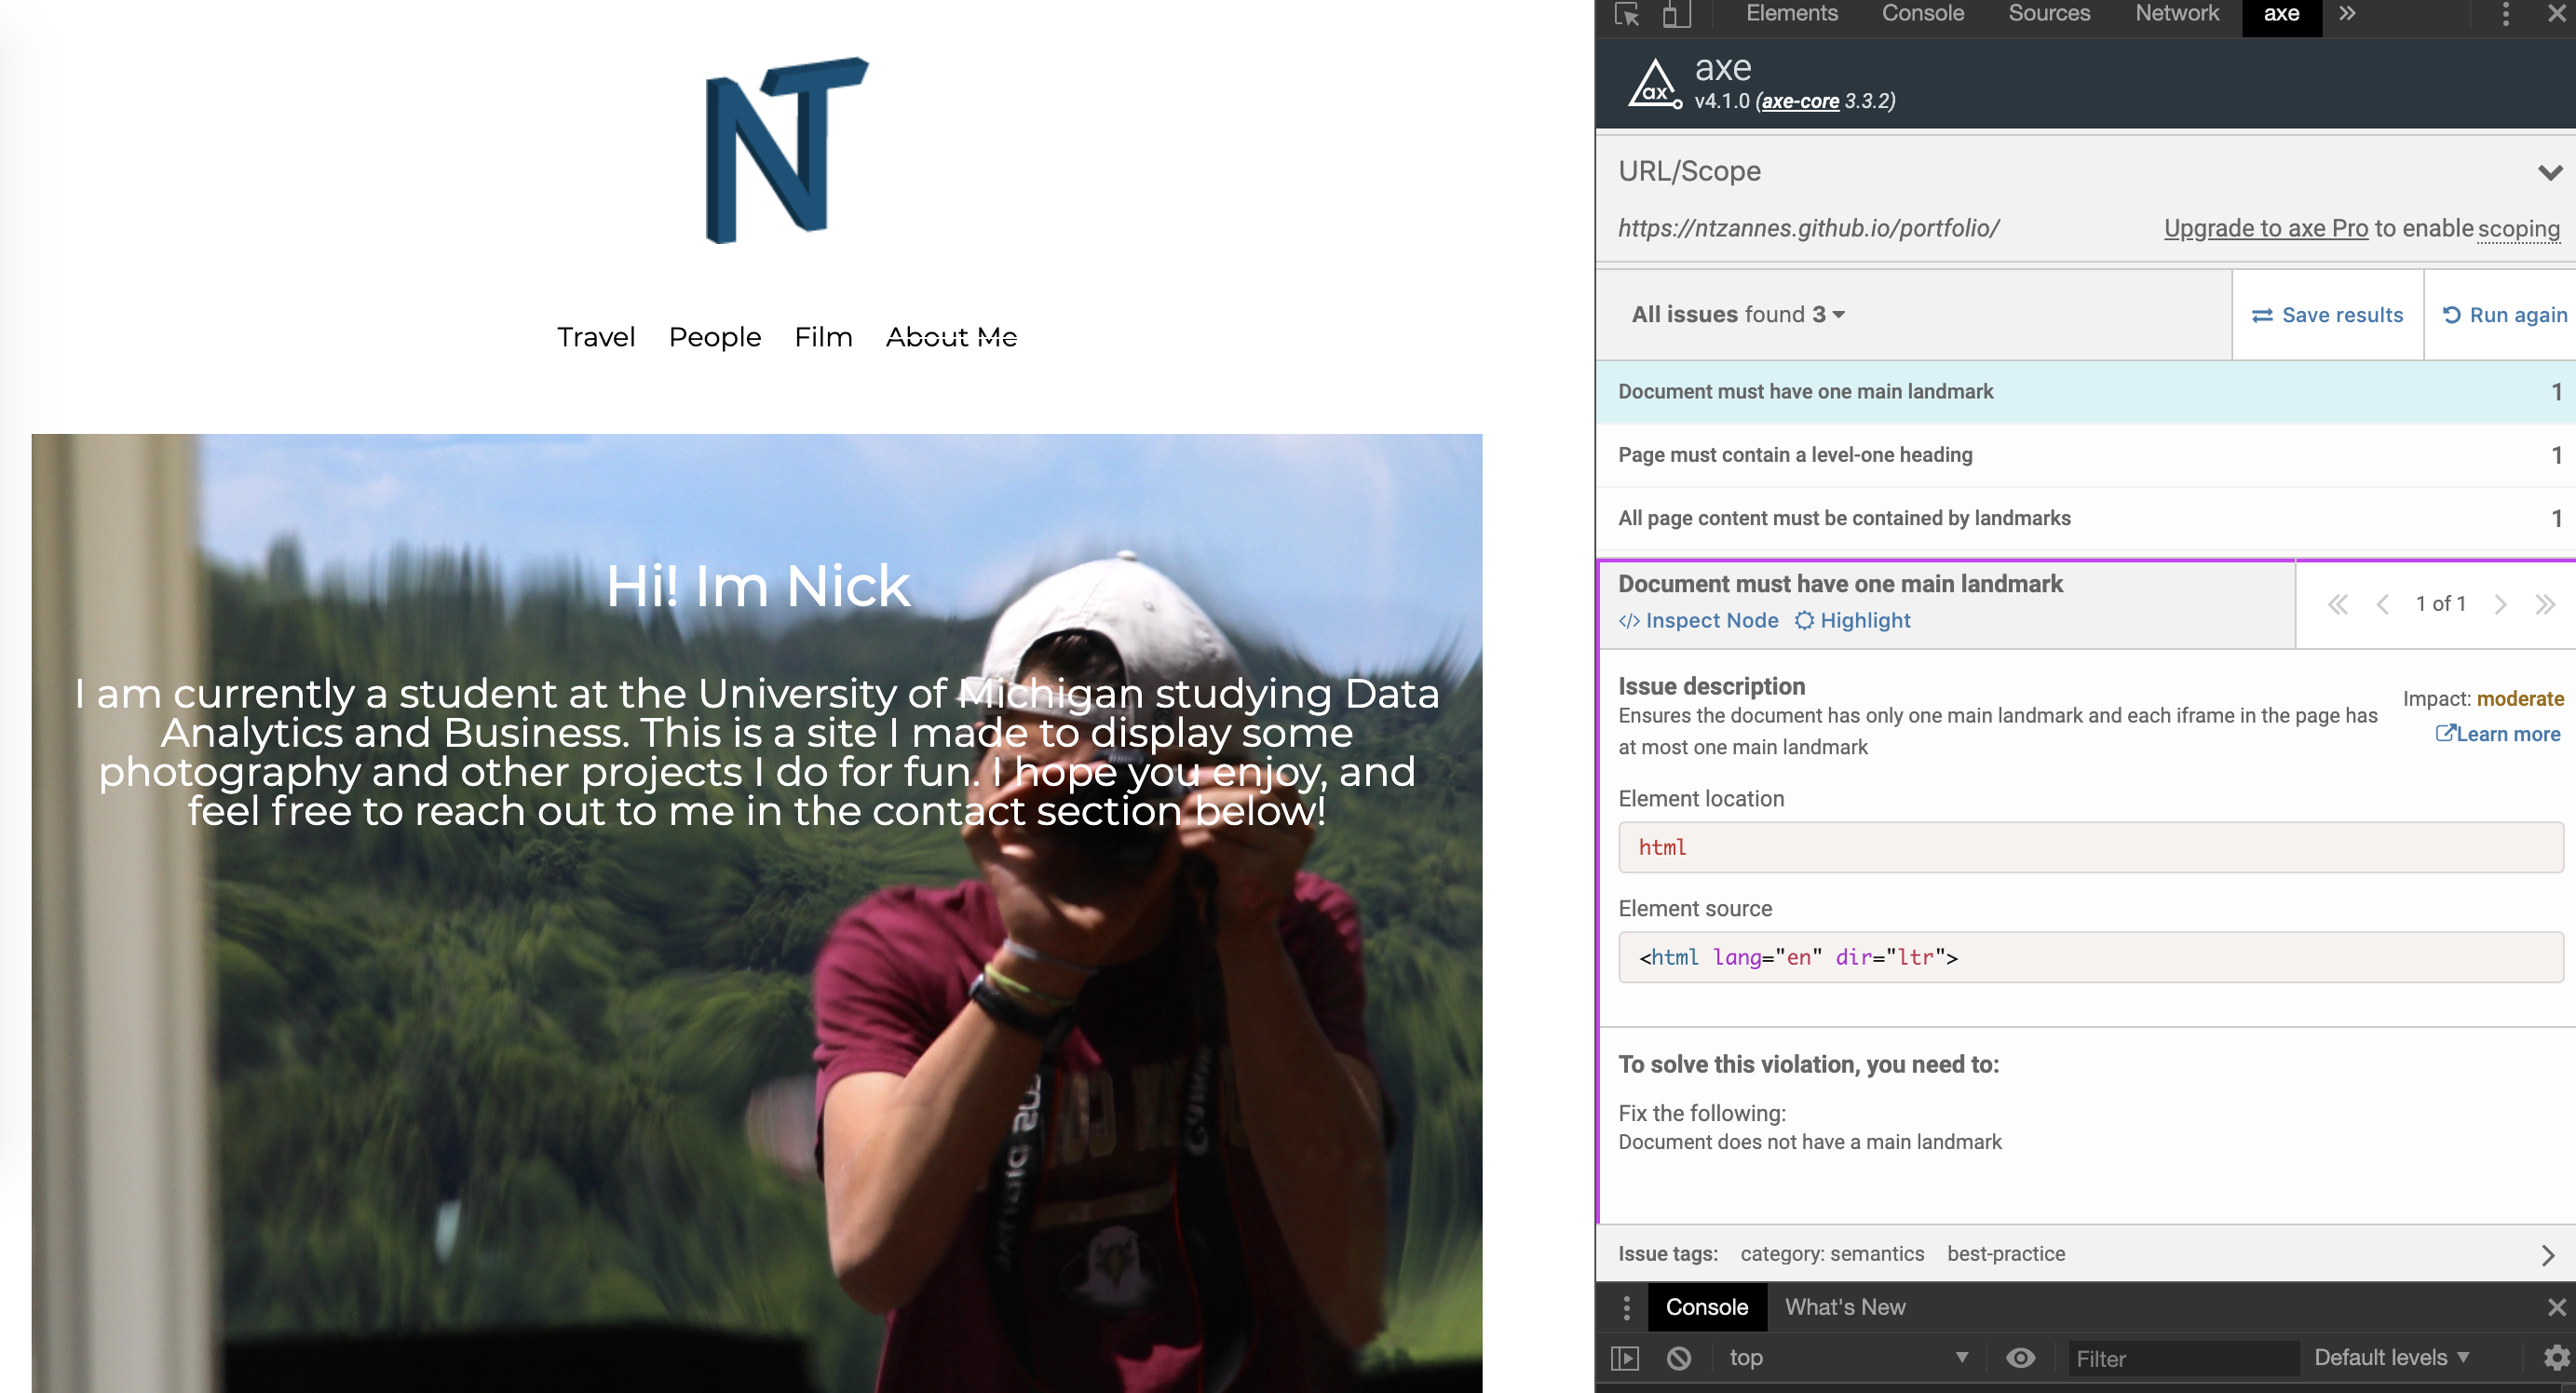 NT
Travel People Film About Me
Hi! Im Nick
I am currently a student at the University of Michigan studying Data
Analytics and Business. This is a site I made to display some
photography and other projects I do for fun. I hope you enjoy, and
feel free to reach out to me in the contact section below!
Elements Console Sources Network axe »
ax
axe
v4.1.0 (axe-core 3.3.2)
URL/Scope
https://ntzannes.github.io/portfolio/ Upgrade to axe Pro to enable scoping
All issues found 3 Save results Run again
Document must have one main landmark 1
Page must contain a level-one heading 1
All page content must be contained by landmarks 1
Document must have one main landmark
</> Inspect Node Highlight 1 of 1
Issue description
Impact: moderate
Ensures the document has only one main landmark and each iframe in the page has
at most one main landmark
Learn more
Element location
html
Element source
<html lang="en" dir="ltr">
To solve this violation, you need to:
Fix the following:
Document does not have a main landmark
Issue tags: category: semantics best-practice
Console What's New
top Filter Default levels